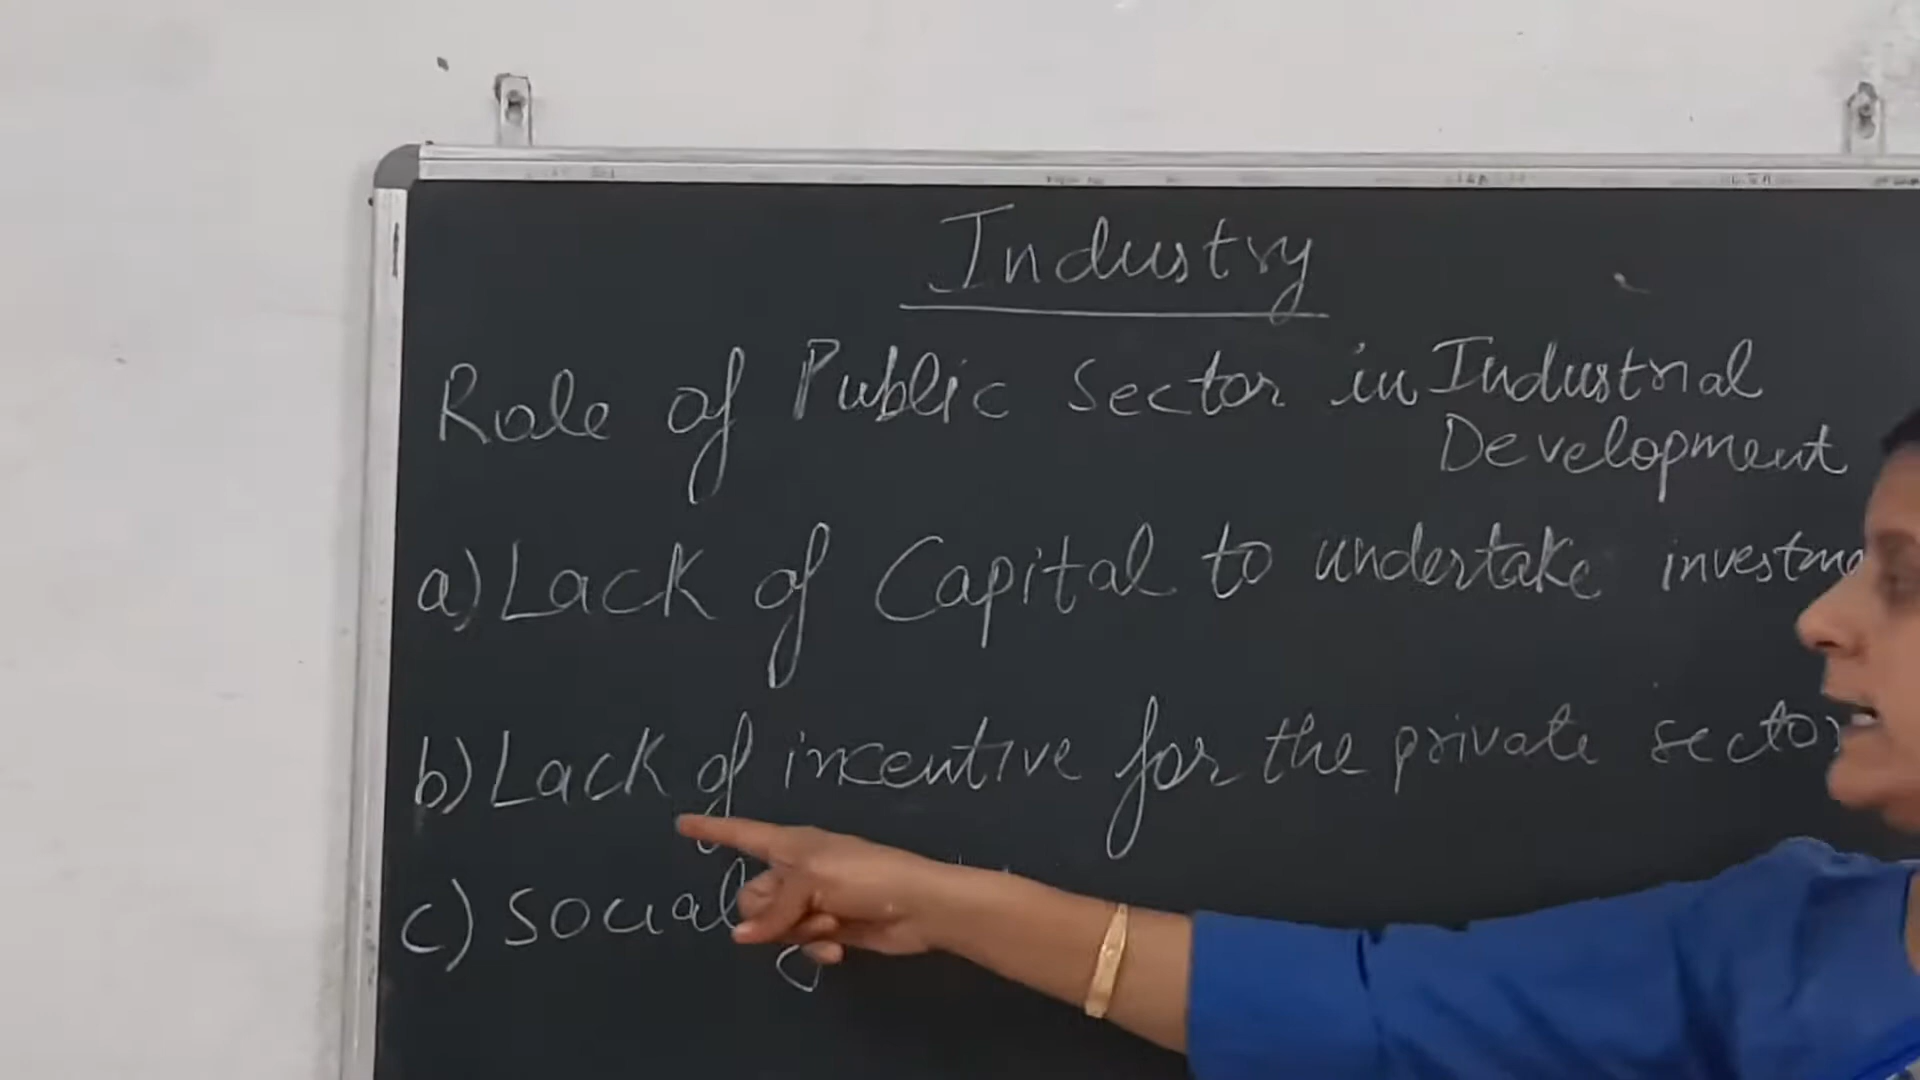 Industry
Role of Public Sector in Industrial
Development
a) Lack of Capital to undertake
b) Lack of incentive for the private sector
c) Social